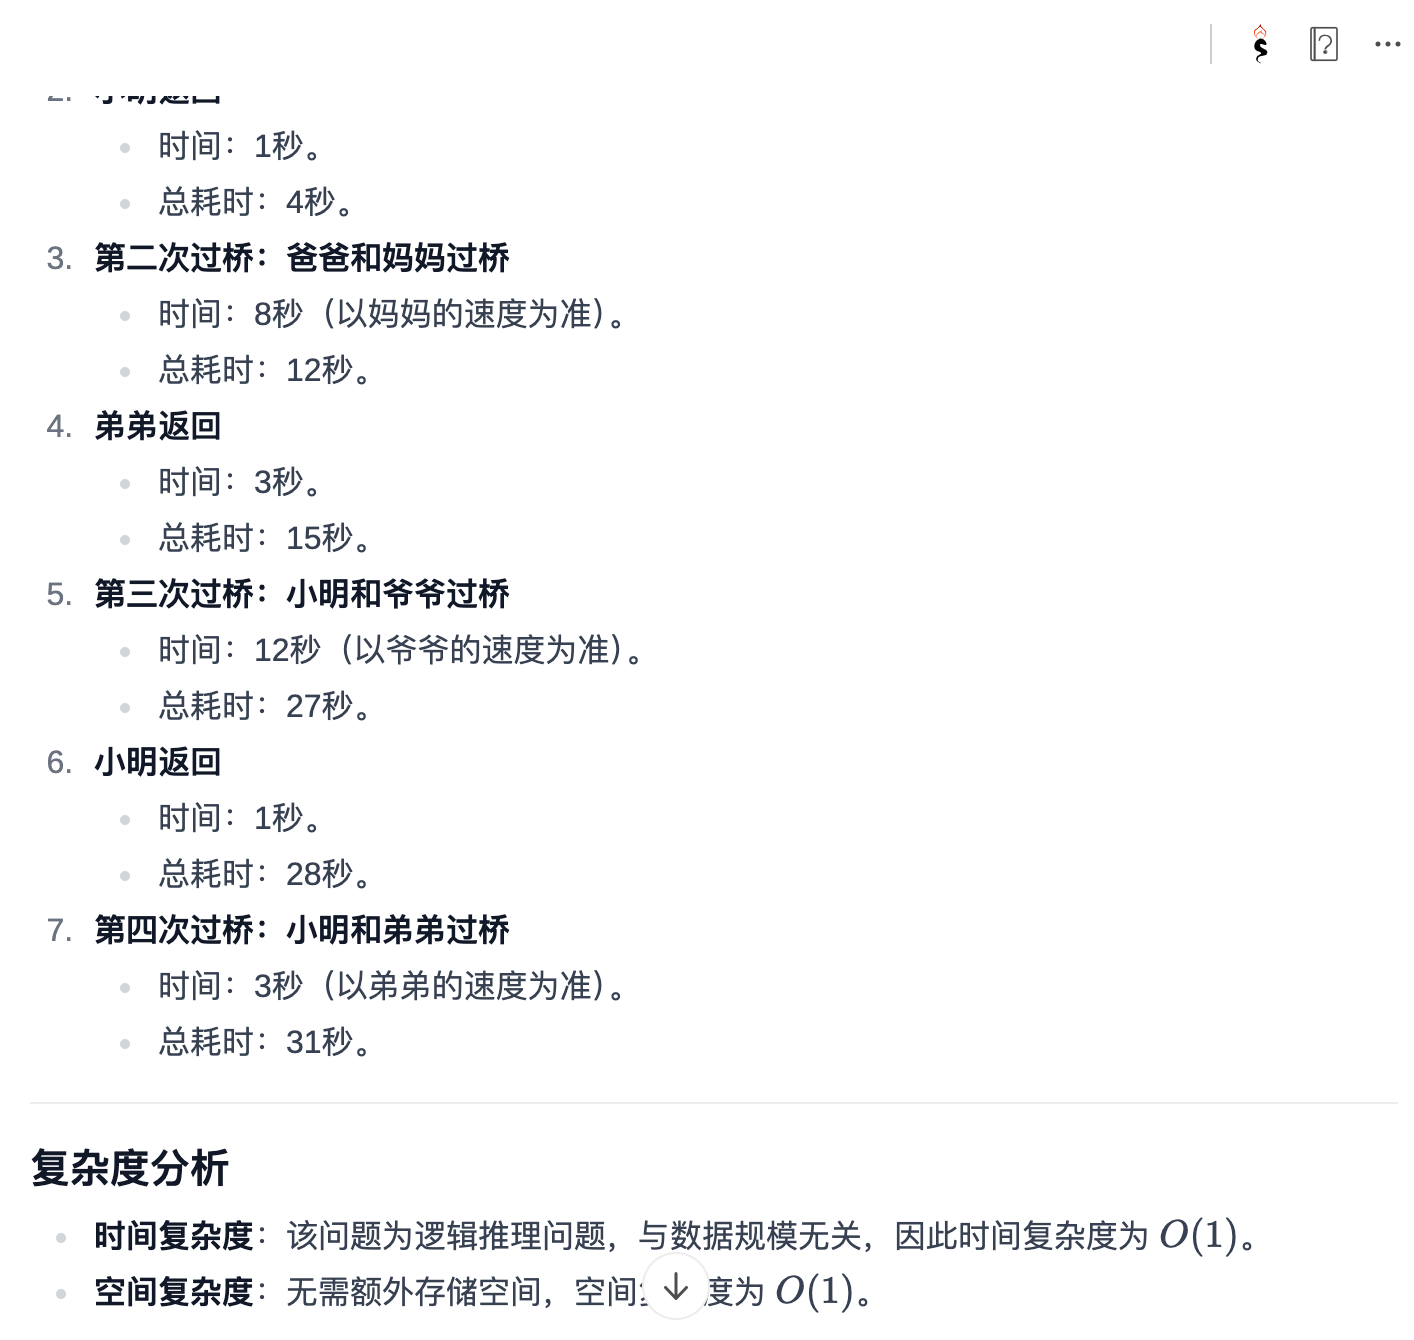 2. 小明返回
时间：1秒。
总耗时：4秒。
3. 第二次过桥：爸爸和妈妈过桥
时间：8秒（以妈妈的速度为准）。
总耗时：12秒。
4. 弟弟返回
时间：3秒。
总耗时：15秒。
5. 第三次过桥：小明和爷爷过桥
时间：12秒（以爷爷的速度为准）。
总耗时：27秒。
6. 小明返回
时间：1秒。
总耗时：28秒。
7. 第四次过桥：小明和弟弟过桥
时间：3秒（以弟弟的速度为准）。
总耗时：31秒。
复杂度分析
时间复杂度：该问题为逻辑推理问题，与数据规模无关，因此时间复杂度为 O(1)。
空间复杂度：无需额外存储空间，空间度为 O(1)。